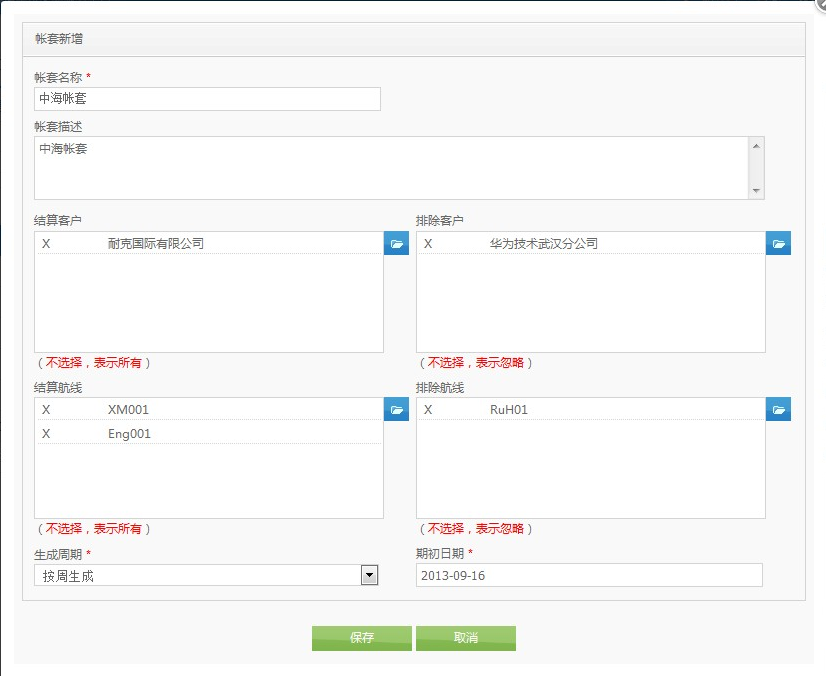 帐套新增
帐套名称 *
中海帐套
帐套描述
中海帐套
结算客户 排除客户
X 耐克国际有限公司 X 华为技术武汉分公司
（不选择，表示所有） （不选择，表示忽略）
结算航线 排除航线
X XM001 X RuH01
X Eng001
（不选择，表示所有） （不选择，表示忽略）
生成周期 * 期初日期 *
按周生成 2013-09-16
保存 取消